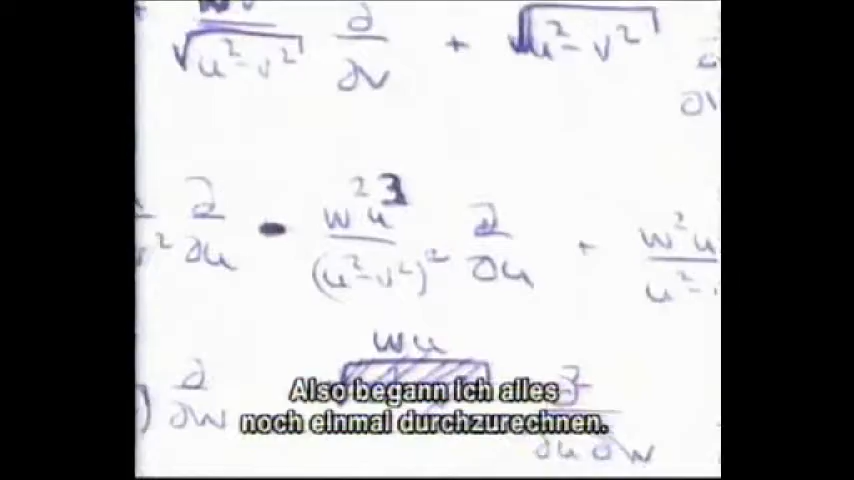 √u²-v² ∂/∂v + √u²-v²
∂/∂u - w²u³/(u²-v²)² ∂/∂u + w²u
∂/∂w wu
Also begann ich alles
noch einmal durchzurechnen.
∂u∂w